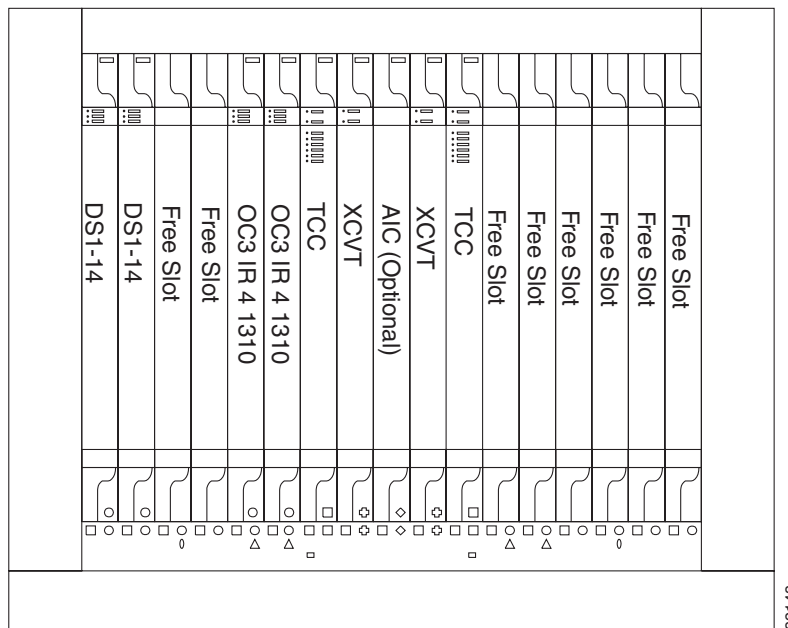 DS1-14
DS1-14
Free Slot
Free Slot
OC3 IR 4 1310
OC3 IR 4 1310
TCC
XCVT
AIC (Optional)
XCVT
TCC
Free Slot
Free Slot
Free Slot
Free Slot
Free Slot
Free Slot